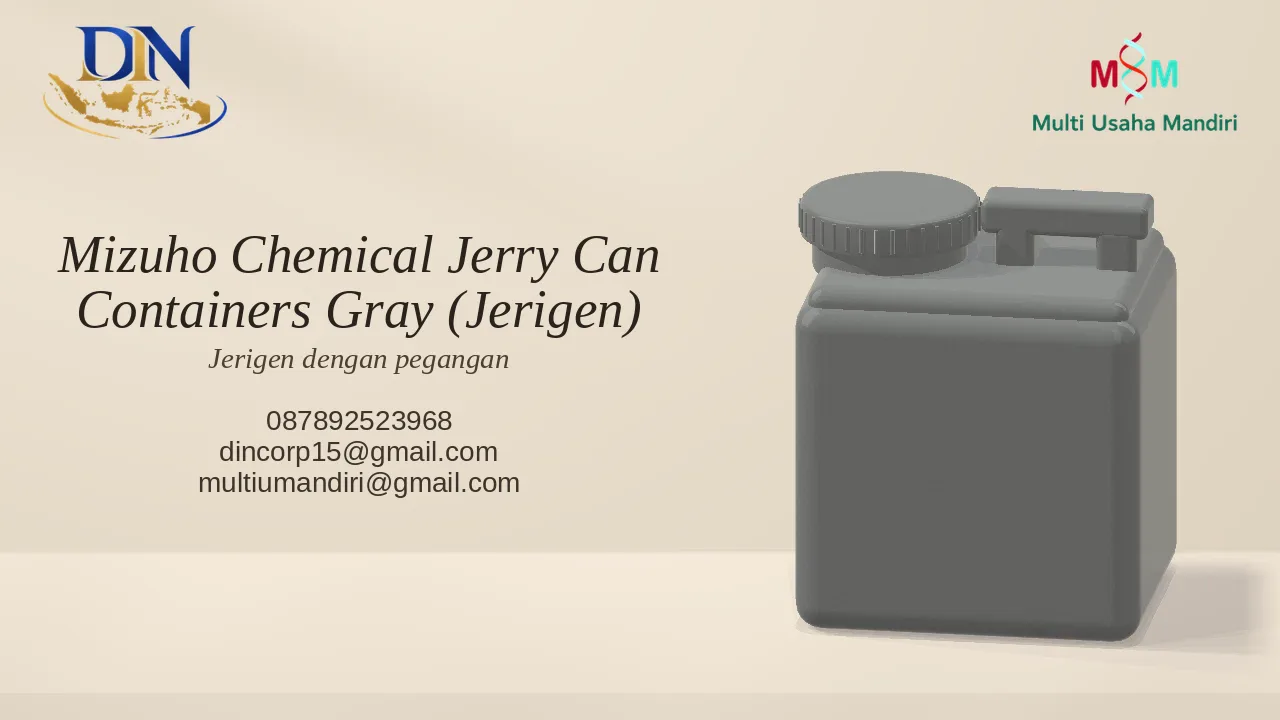 DIN
MSM
Multi Usaha Mandiri
Mizuho Chemical Jerry Can
Containers Gray (Jerigen)
Jerigen dengan pegangan
087892523968
dincorp15@gmail.com
multiumandiri@gmail.com